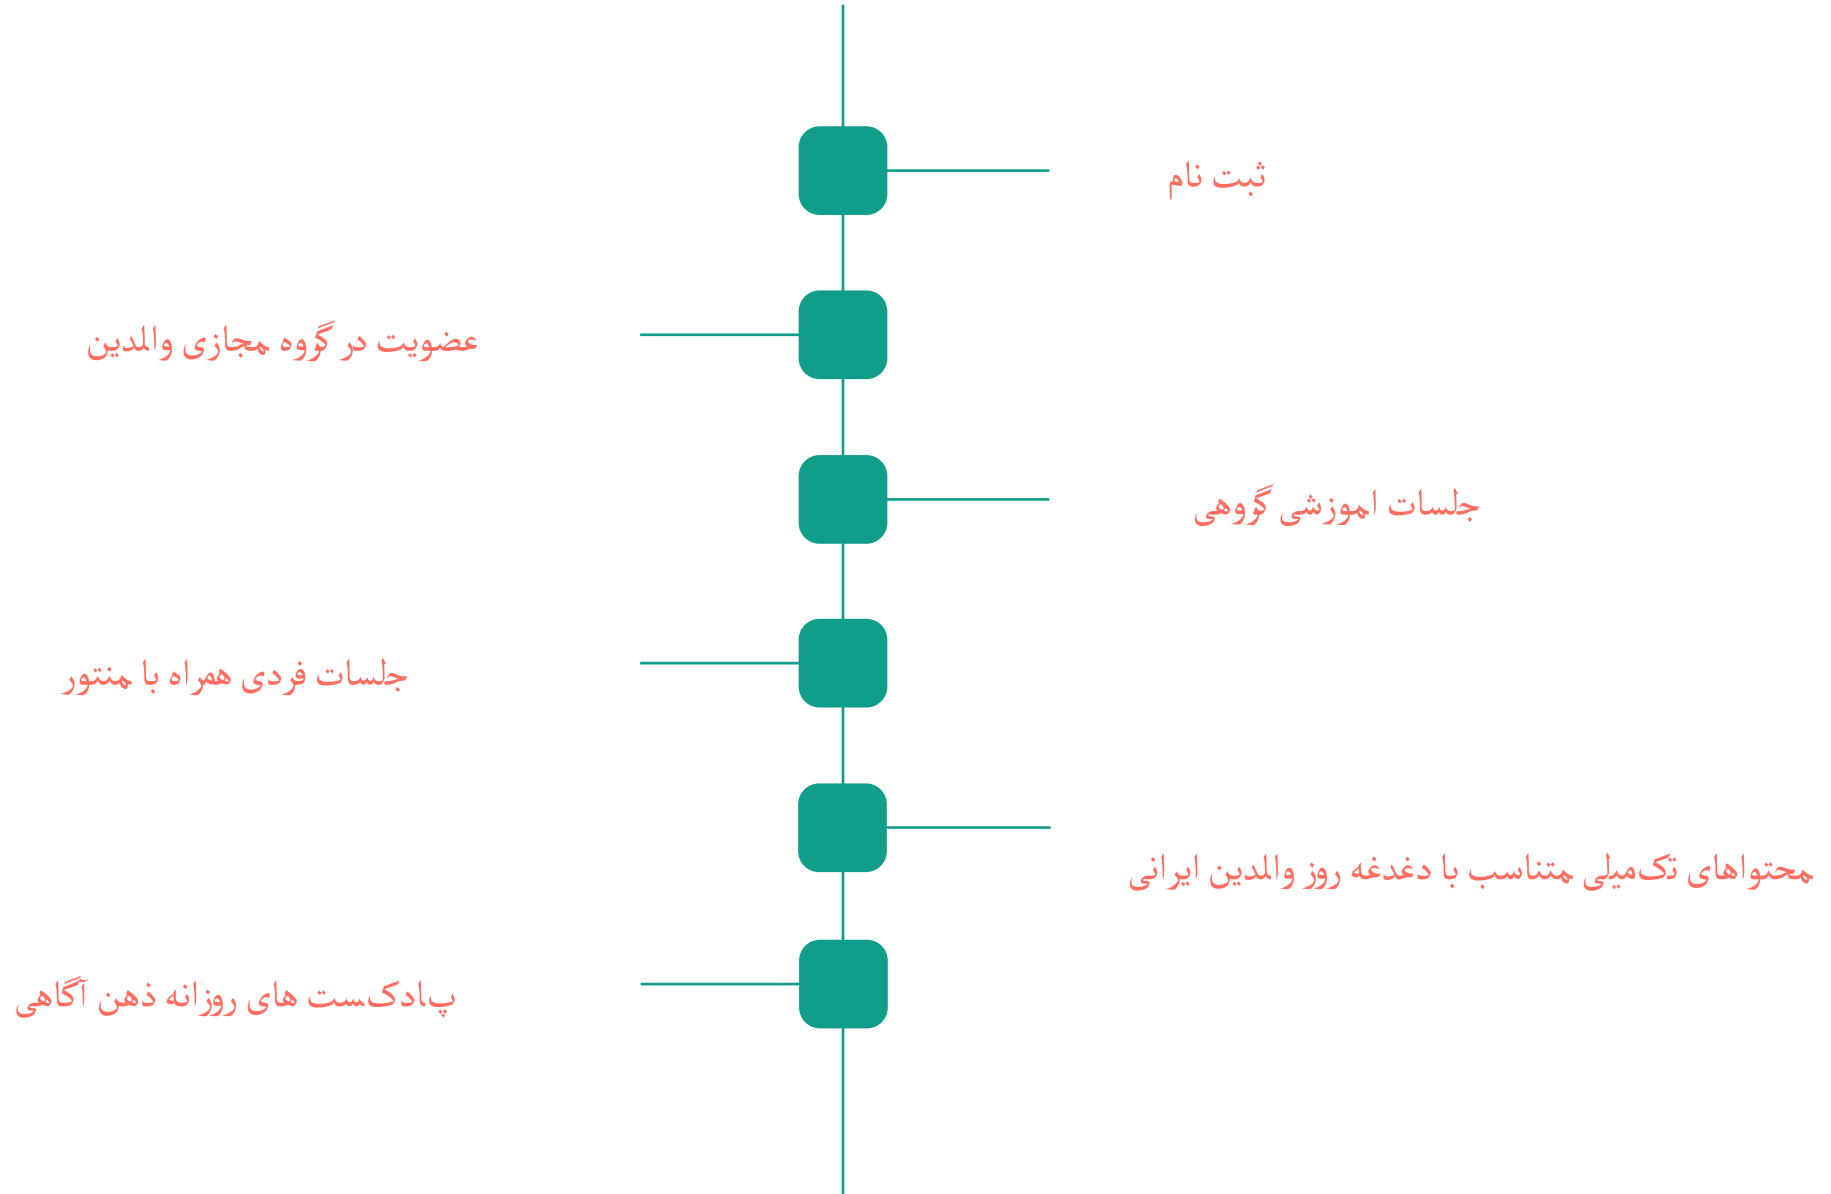 ثبت نام
عضویت در گروه مجازی والدین
جلسات اموزشی گروهی
جلسات فردی همراه با منتور
محتواهای تکمیلی متناسب با دغدغه روز والدین ایرانی
پادکست های روزانه ذهن آگاهی